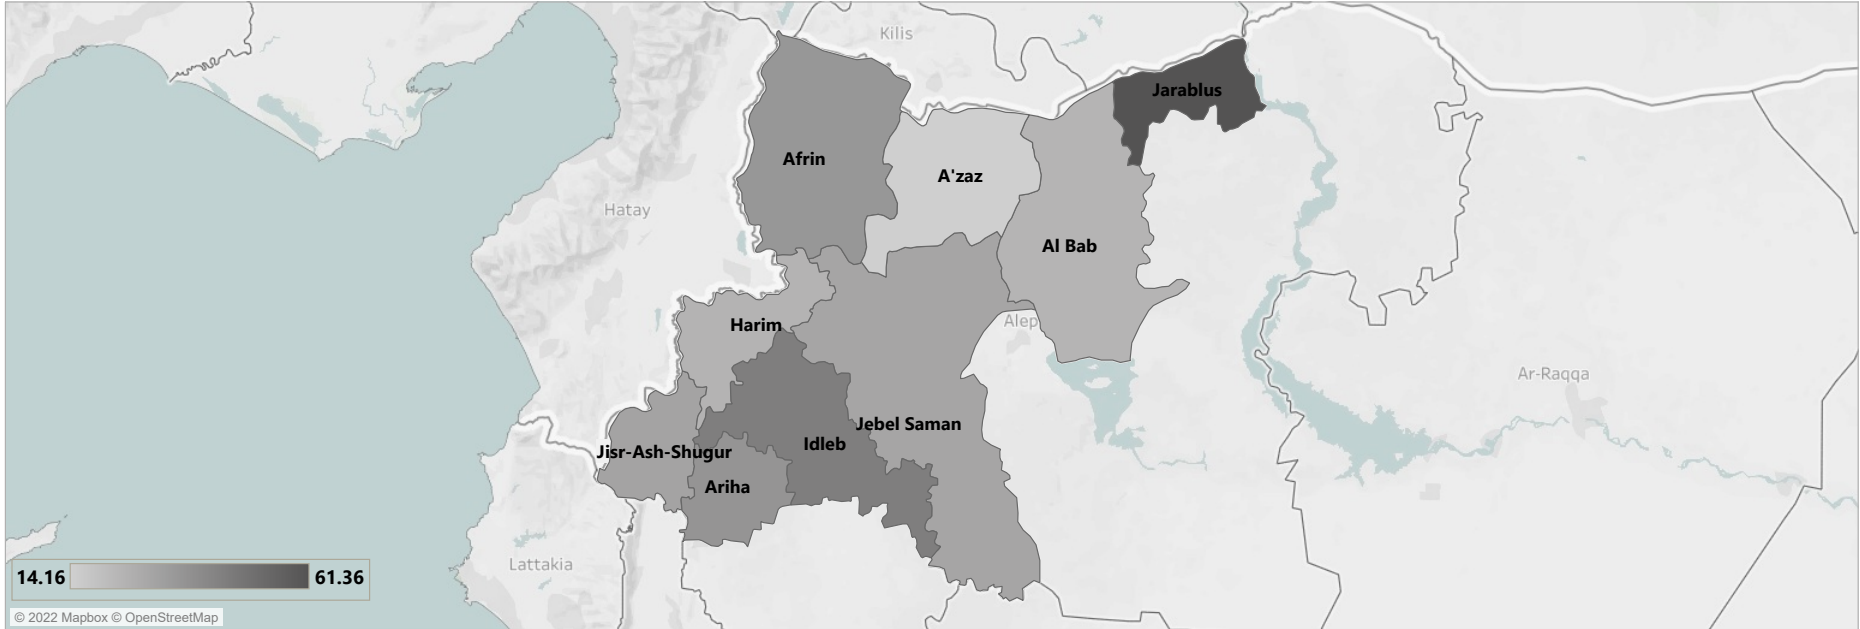 Kilis
Jarablus
Afrin
A'zaz
Hatay
Al Bab
Harim
Alep
Ar-Raqqa
Jebel Saman
Idleb
Jisr-Ash-Shugur
Ariha
Lattakia
14.16
61.36
© 2022 Mapbox © OpenStreetMap